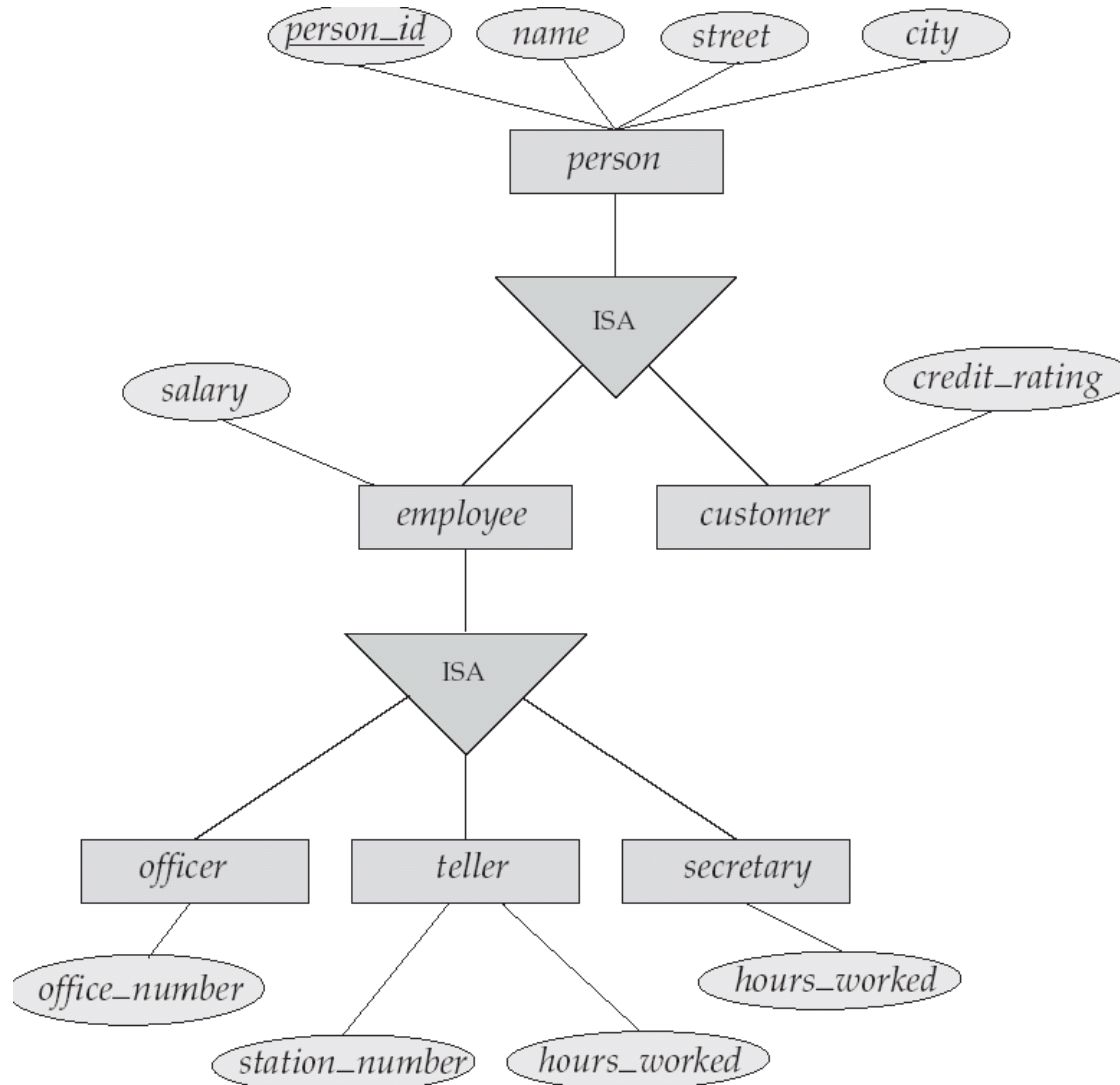 person_id
name
street
city
person
ISA
salary
credit_rating
employee
customer
ISA
officer
teller
secretary
office_number
hours_worked
station_number
hours_worked